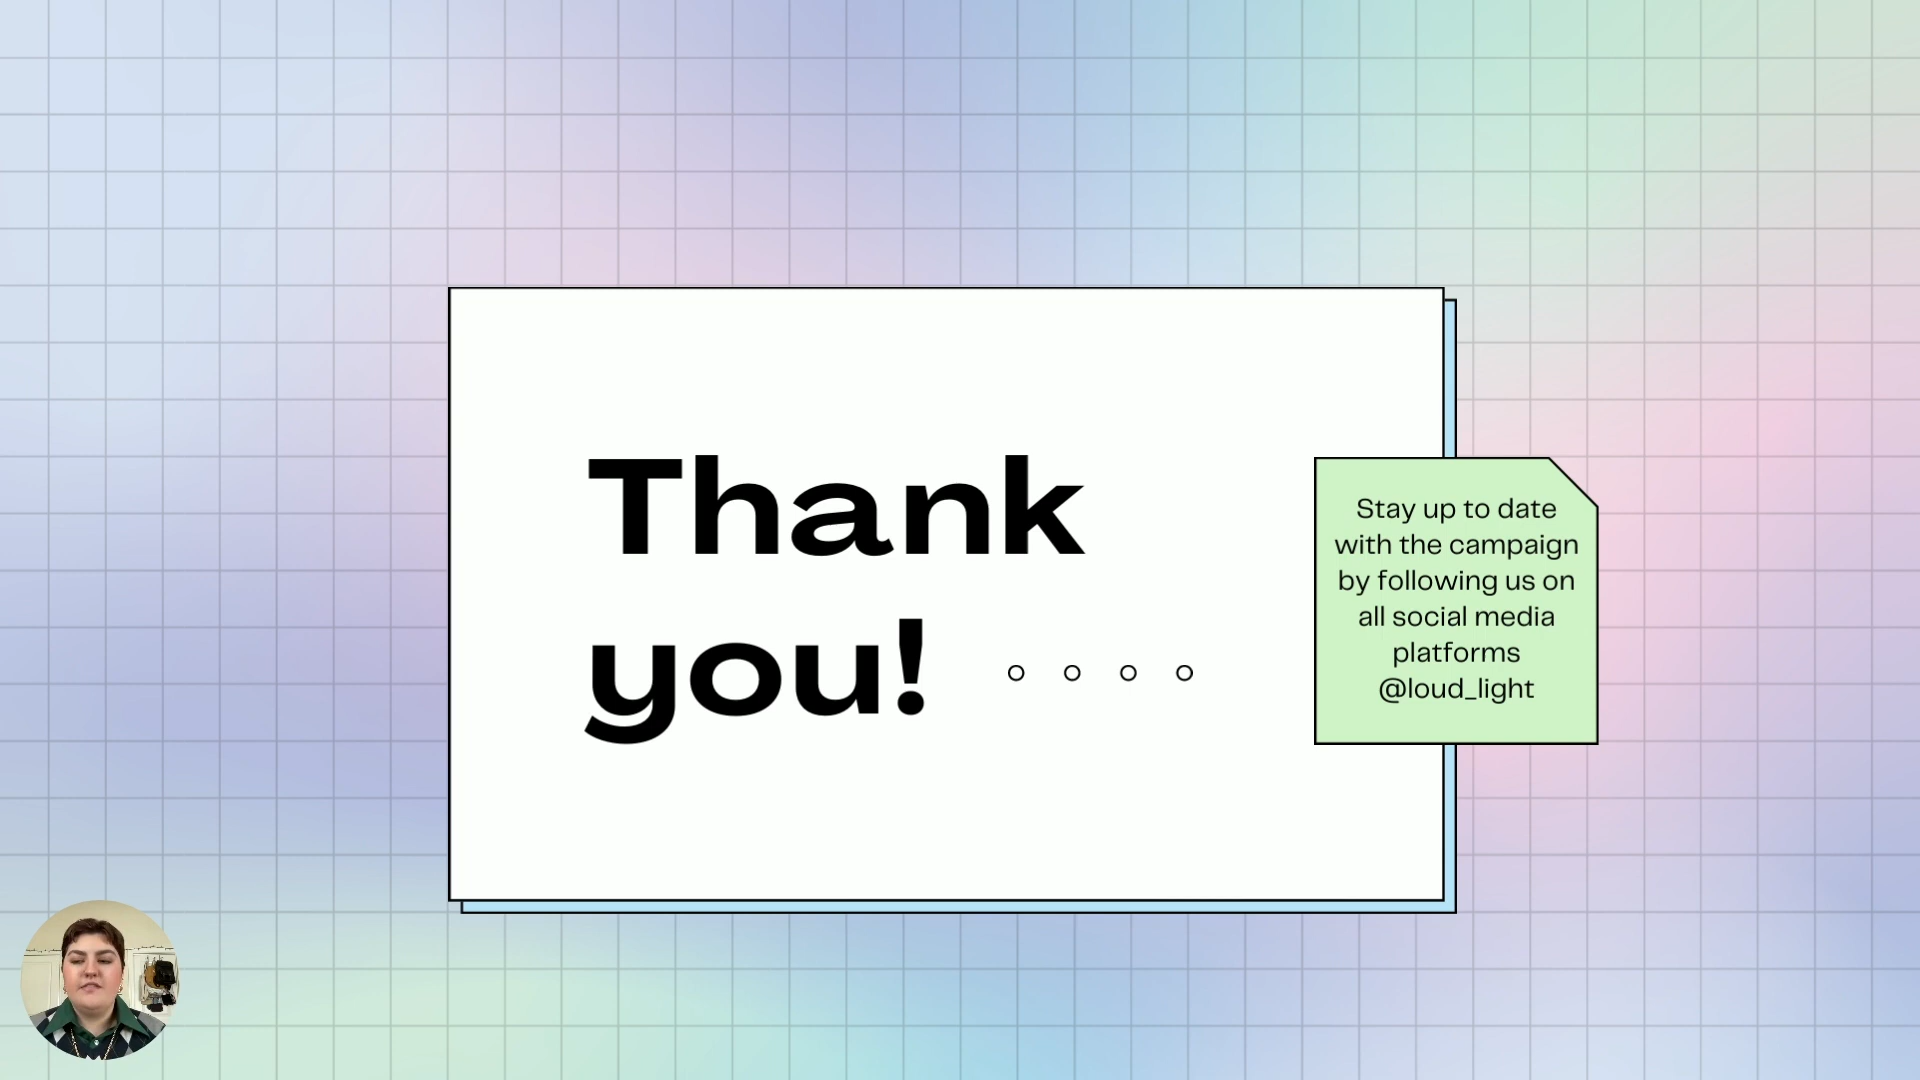 Thank
you!
Stay up to date
with the campaign
by following us on
all social media
platforms
@loud_light